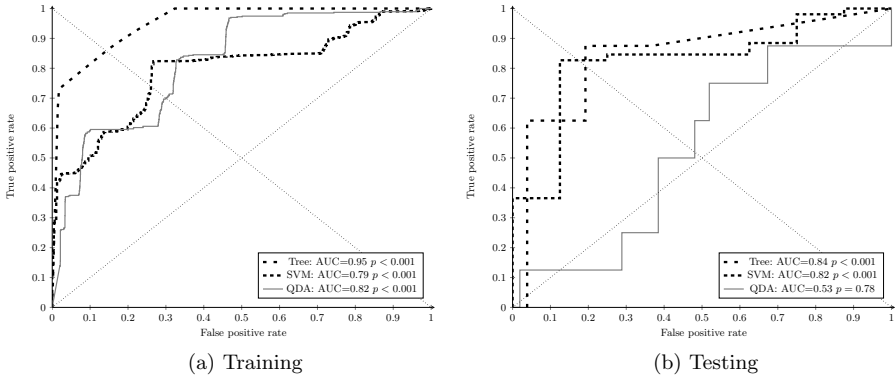 1
0.9
0.8
0.7
0.6
0.5
0.4
0.3
0.2
0.1
0
True positive rate
0 0.1 0.2 0.3 0.4 0.5 0.6 0.7 0.8 0.9 1
False positive rate
Tree: AUC=0.95 p < 0.001
SVM: AUC=0.79 p < 0.001
QDA: AUC=0.82 p < 0.001
(a) Training
1
0.9
0.8
0.7
0.6
0.5
0.4
0.3
0.2
0.1
0
True positive rate
0 0.1 0.2 0.3 0.4 0.5 0.6 0.7 0.8 0.9 1
False positive rate
Tree: AUC=0.84 p < 0.001
SVM: AUC=0.82 p < 0.001
QDA: AUC=0.53 p = 0.78
(b) Testing